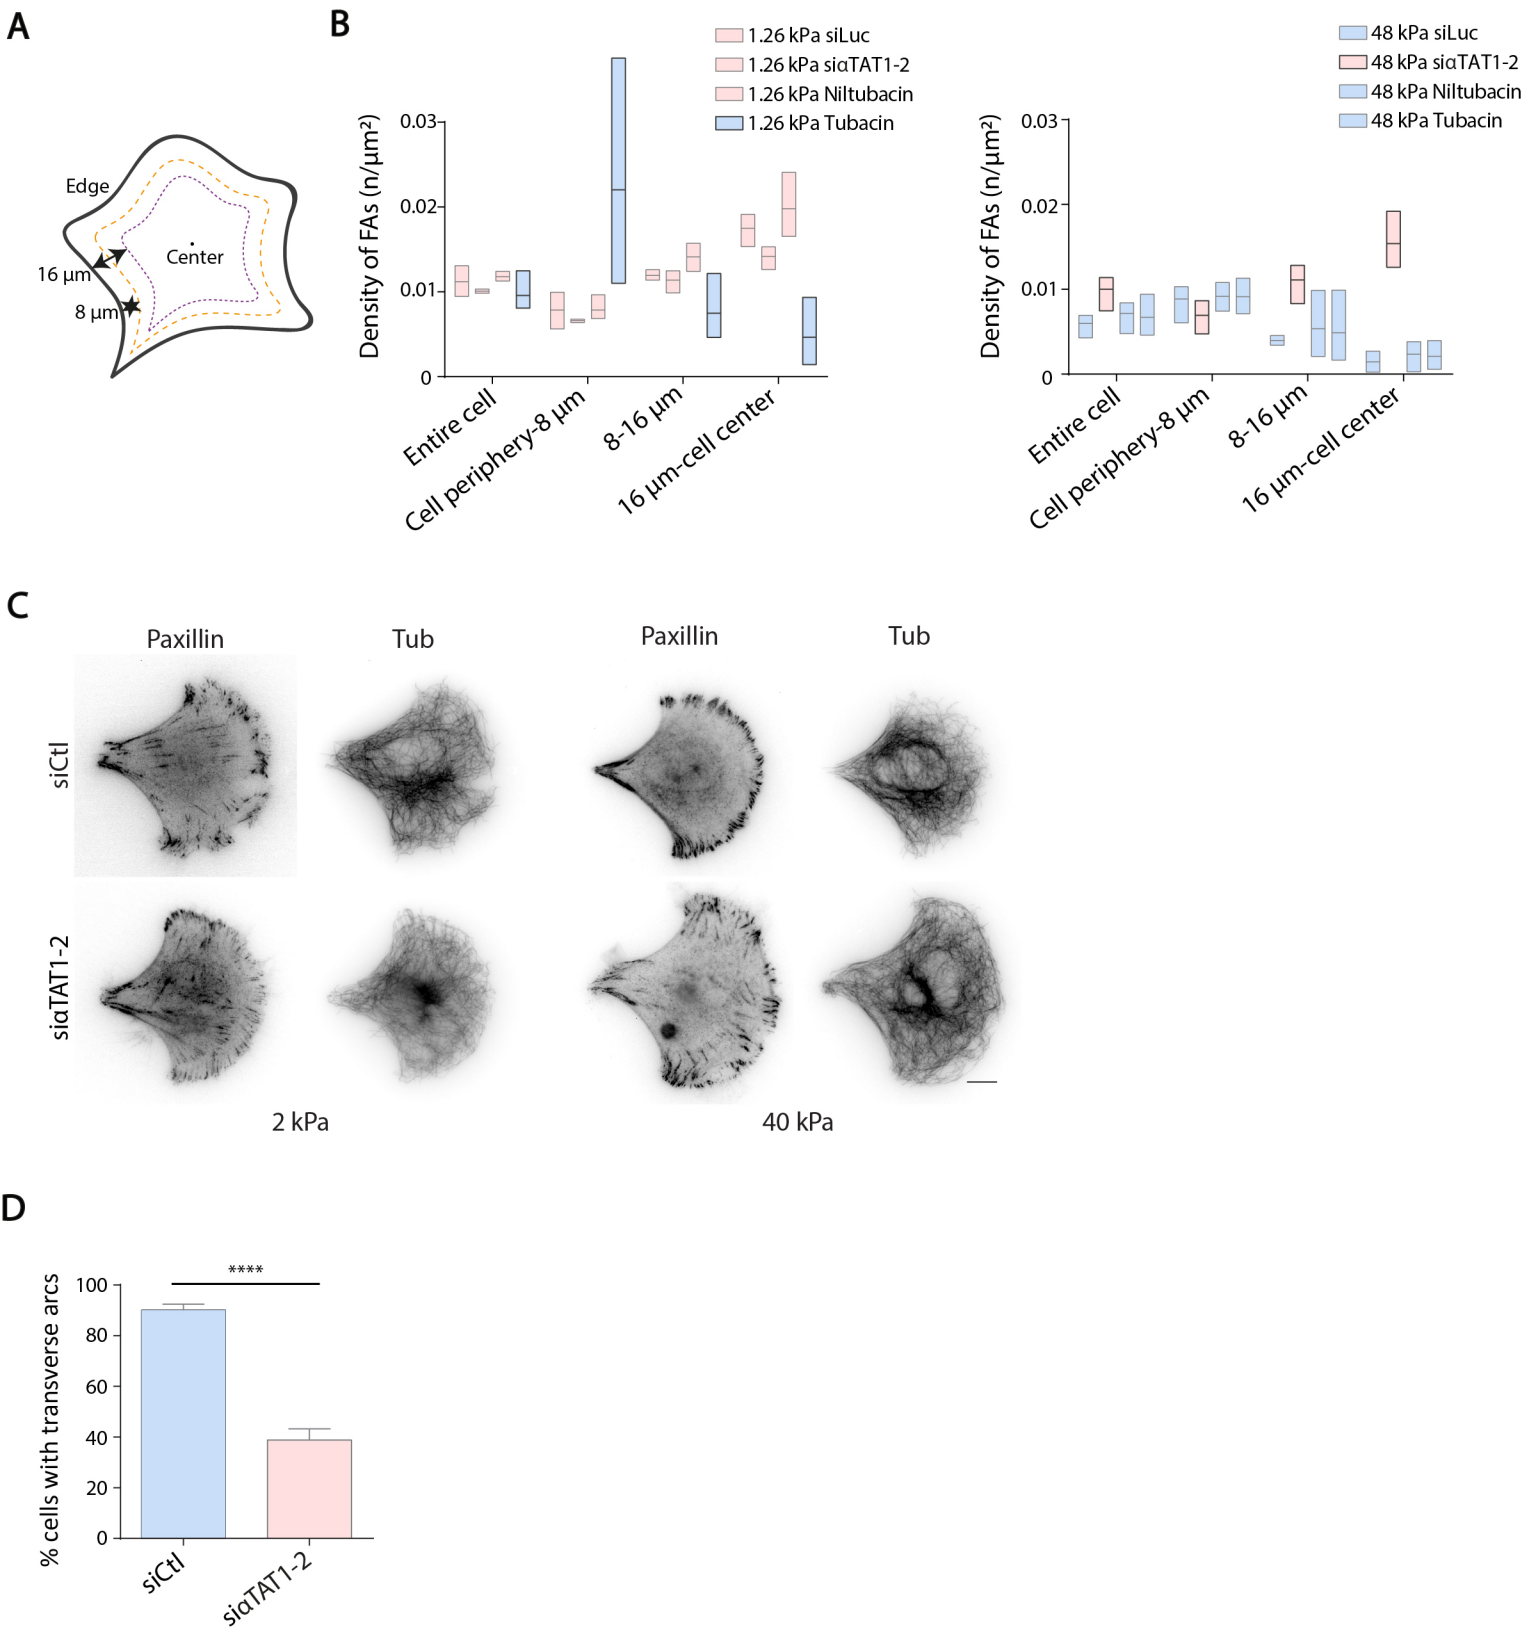 A
Edge
Center
16 µm
8 µm
B
1.26 kPa siLuc
1.26 kPa siαTAT1-2
1.26 kPa Niltubacin
1.26 kPa Tubacin
Density of FAs (n/µm²)
0.03
0.02
0.01
0
Entire cell
Cell periphery-8 µm
8-16 µm
16 µm-cell center
48 kPa siLuc
48 kPa siαTAT1-2
48 kPa Niltubacin
48 kPa Tubacin
Density of FAs (n/µm²)
0.03
0.02
0.01
0
Entire cell
Cell periphery-8 µm
8-16 µm
16 µm-cell center
C
Paxillin
Tub
Paxillin
Tub
siCtl
siαTAT1-2
2 kPa
40 kPa
D
% cells with transverse arcs
****
100
80
60
40
20
0
siCtl
siαTAT1-2